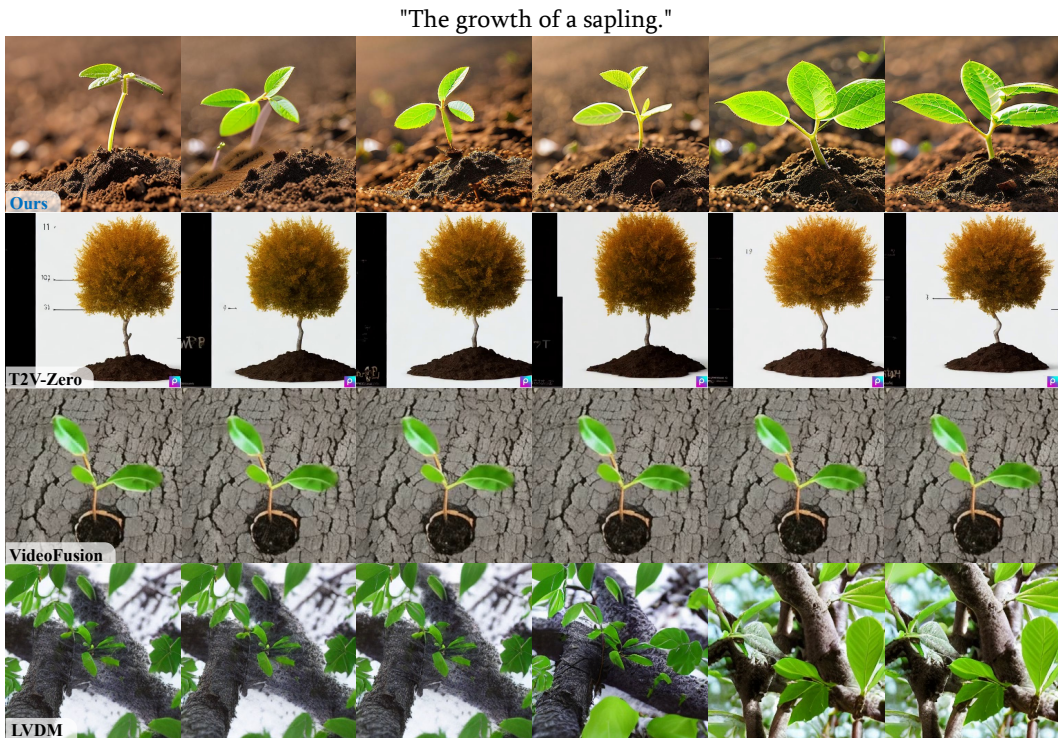 "The growth of a sapling."
Ours
T2V-Zero
VideoFusion
LVDM